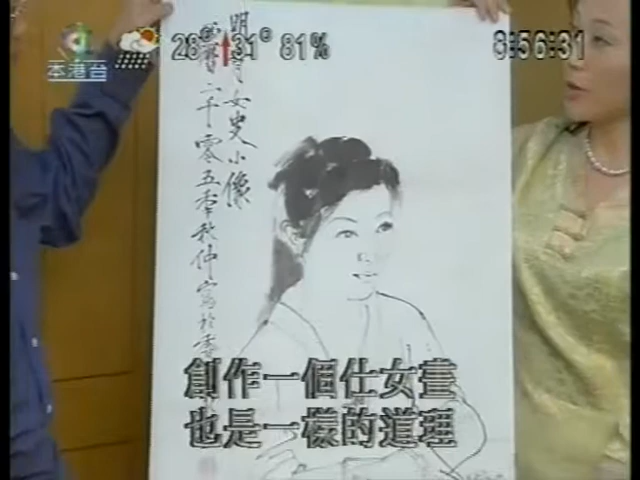 本港台
28° 31° 81%
8:56:31
女史小像
二千零五年秋仲寫於香
創作一個仕女畫
也是一樣的道理